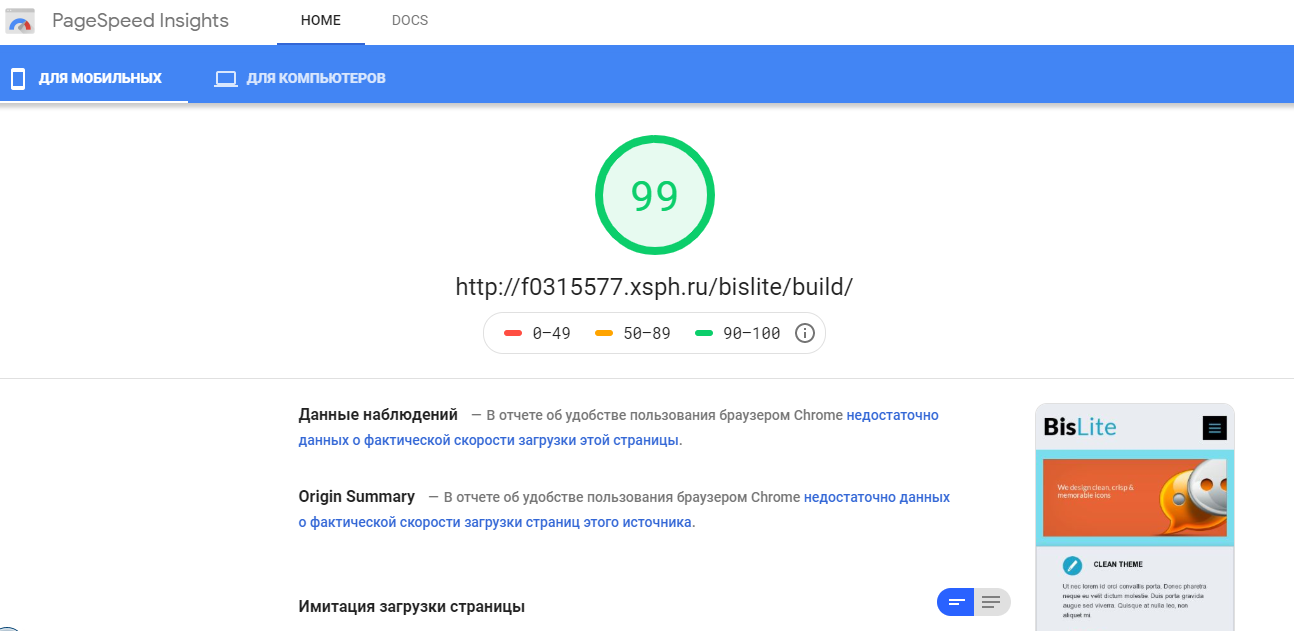 PageSpeed Insights
HOME
DOCS
ДЛЯ МОБИЛЬНЫХ
ДЛЯ КОМПЬЮТЕРОВ
99
http://f0315577.xsph.ru/bislite/build/
0–49
50–89
90–100
Данные наблюдений — В отчете об удобстве пользования браузером Chrome недостаточно
данных о фактической скорости загрузки этой страницы.
Origin Summary — В отчете об удобстве пользования браузером Chrome недостаточно данных
о фактической скорости загрузки страниц этого источника.
Имитация загрузки страницы
BisLite
We design clean, crisp &
memorable icons
CLEAN THEME
Ut nec lorem id orci convallis porta. Donec pharetra
neque eu velit dictum molestie. Duis porta gravida
augue sed viverra. Quisque at nulla leo, non
aliquet mi.